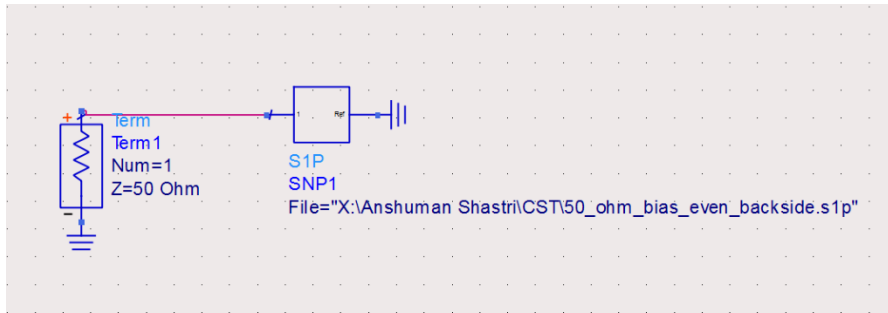 +
Term
Term1
Num=1
Z=50 Ohm
-
1 Ref
S1P
SNP1
File="X:\Anshuman Shastri\CST\50_ohm_bias_even_backside.s1p"